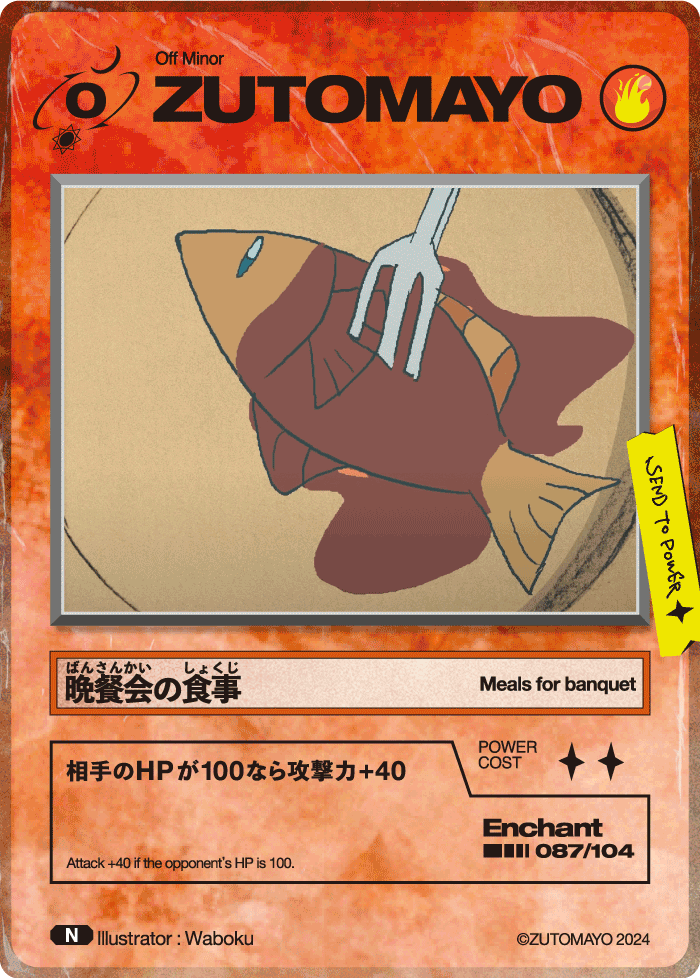 Off Minor
ZUTOMAYO
SEND TO POWER
ばんさんかい しょくじ
晩餐会の食事
Meals for banquet
相手のHPが100なら攻撃力+40
POWER
COST
Attack +40 if the opponent's HP is 100.
Enchant
087/104
N Illustrator : Waboku
©ZUTOMAYO 2024